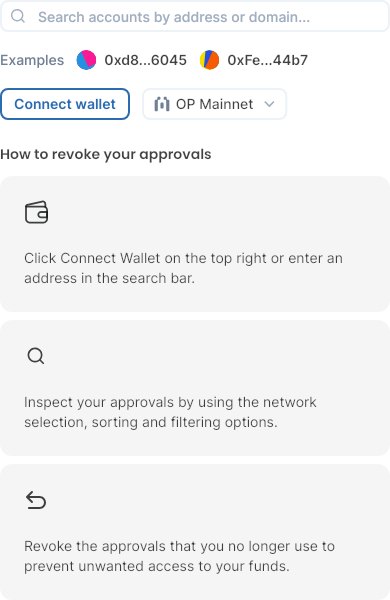 Search accounts by address or domain...
Examples 0xd8...6045 0xFe...44b7
Connect wallet OP Mainnet
How to revoke your approvals
Click Connect Wallet on the top right or enter an
address in the search bar.
Inspect your approvals by using the network
selection, sorting and filtering options.
Revoke the approvals that you no longer use to
prevent unwanted access to your funds.